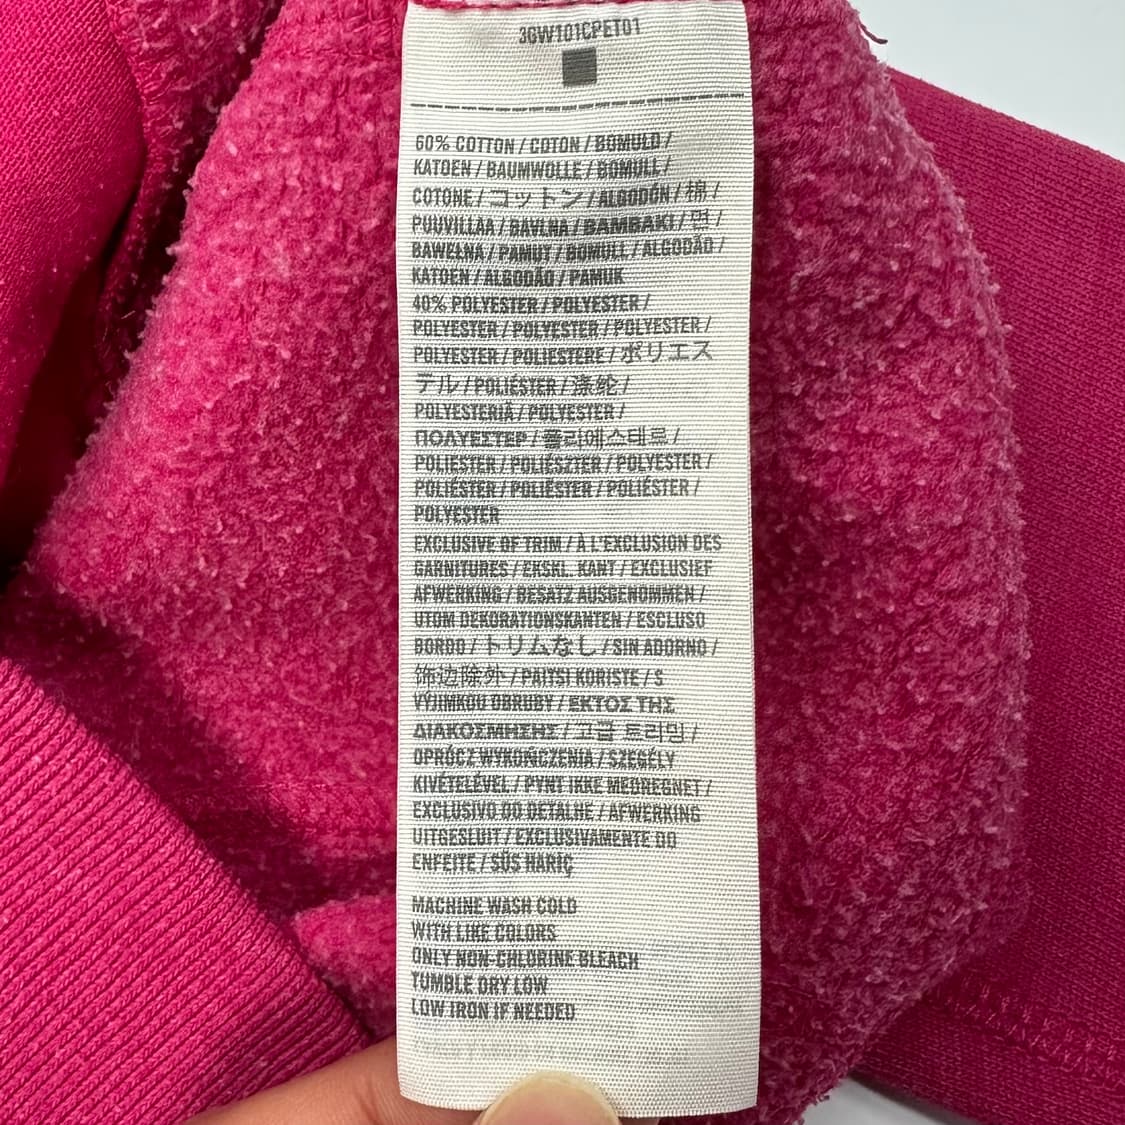 3GW101CPET01
60% COTTON / COTON / BOMULD /
KATOEN / BAUMWOLLE / BOMULL /
COTONE / コットン / ALGODÓN / 棉 /
PUUVILLAA / BAVLNA / BAMBAKI / 면 /
BAWEŁNA / PAMUT / BOMULL / ALGODÃO /
KATOEN / ALGODÃO / PAMUK
40% POLYESTER / POLYESTER /
POLYESTER / POLYESTER / POLYESTER /
POLYESTER / POLIESTERE / ポリエス
テル / POLIÉSTER / 涤纶 /
POLYESTERIÄ / POLYESTER /
ΠΟΛΥΕΣΤΕΡ / 폴리에스테르 /
POLIESTER / POLIÉSZTER / POLYESTER /
POLIÉSTER / POLIËSTER / POLIÉSTER /
POLYESTER
EXCLUSIVE OF TRIM / À L'EXCLUSION DES
GARNITURES / EKSKL. KANT / EXCLUSIEF
AFWERKING / BESATZ AUSGENOMMEN /
UTOM DEKORATIONSKANTEN / ESCLUSO
BORDO / トリムなし / SIN ADORNO /
饰边除外 / PAITSI KORISTE / S
VÝJIMKOU OBRUBY / ΕΚΤΟΣ ΤΗΣ
ΔΙΑΚΟΣΜΗΣΗΣ / 고급 트리밍 /
OPRÓCZ WYKOŃCZENIA / SZEGÉLY
KIVÉTELÉVEL / PYNT IKKE MEDREGNET /
EXCLUSIVO DO DETALHE / AFWERKING
UITGESLUIT / EXCLUSIVAMENTE DO
ENFEITE / SÜS HARİÇ
MACHINE WASH COLD
WITH LIKE COLORS
ONLY NON-CHLORINE BLEACH
TUMBLE DRY LOW
LOW IRON IF NEEDED